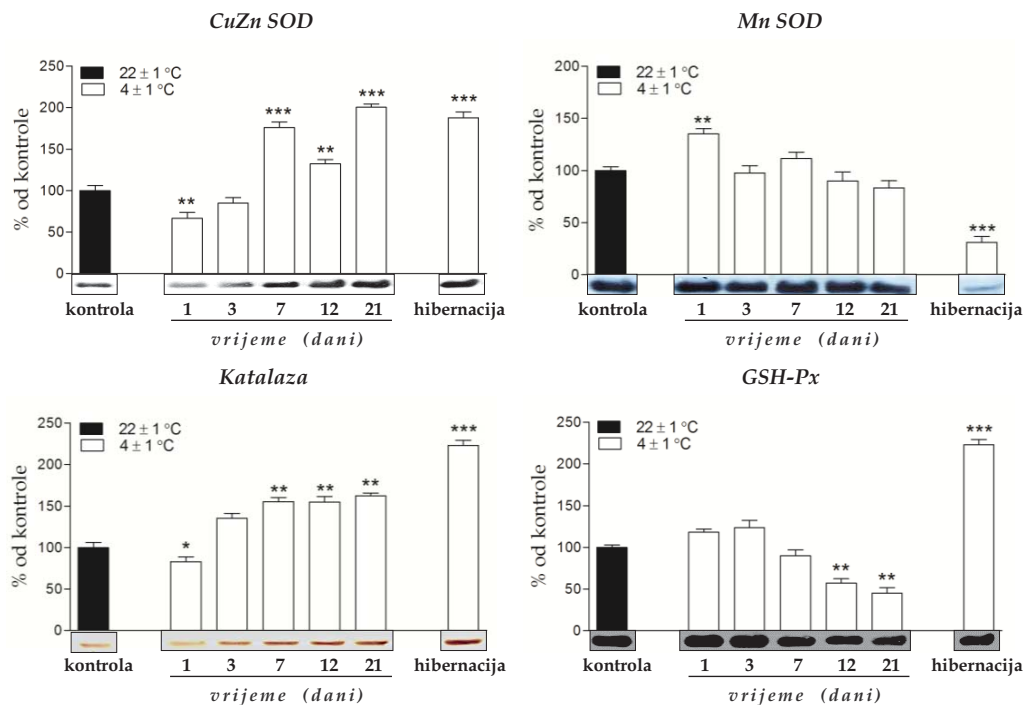 CuZn SOD
250
200
150
100
50
0
% od kontrole
22 ± 1 °C
4 ± 1 °C
**
***
**
***
***
kontrola
1 3 7 12 21
hibernacija
vrijeme (dani)
Mn SOD
200
150
100
50
0
% od kontrole
22 ± 1 °C
4 ± 1 °C
**
***
kontrola
1 3 7 12 21
hibernacija
vrijeme (dani)
Katalaza
250
200
150
100
50
0
% od kontrole
22 ± 1 °C
4 ± 1 °C
*
**
**
**
***
kontrola
1 3 7 12 21
hibernacija
vrijeme (dani)
GSH-Px
250
200
150
100
50
0
% od kontrole
22 ± 1 °C
4 ± 1 °C
**
**
***
kontrola
1 3 7 12 21
hibernacija
vrijeme (dani)